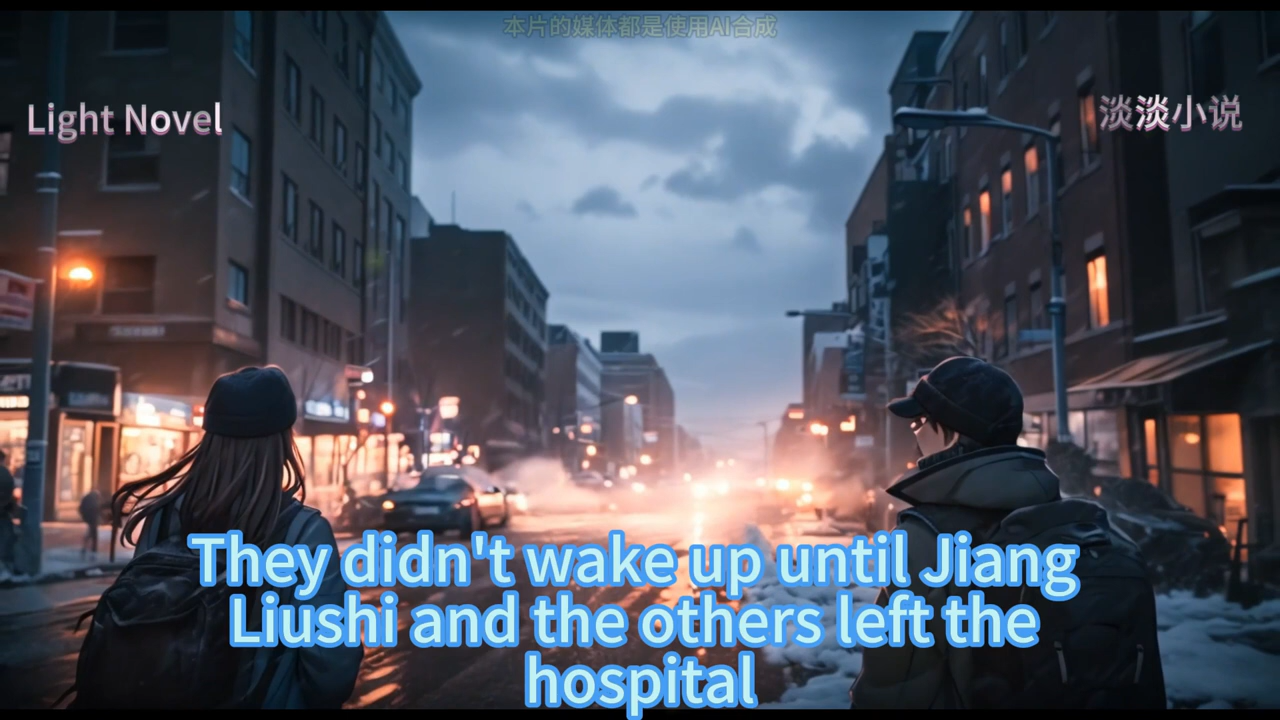 本片的媒体都是使用AI合成
Light Novel
淡淡小说
They didn't wake up until Jiang
Liushi and the others left the
hospital